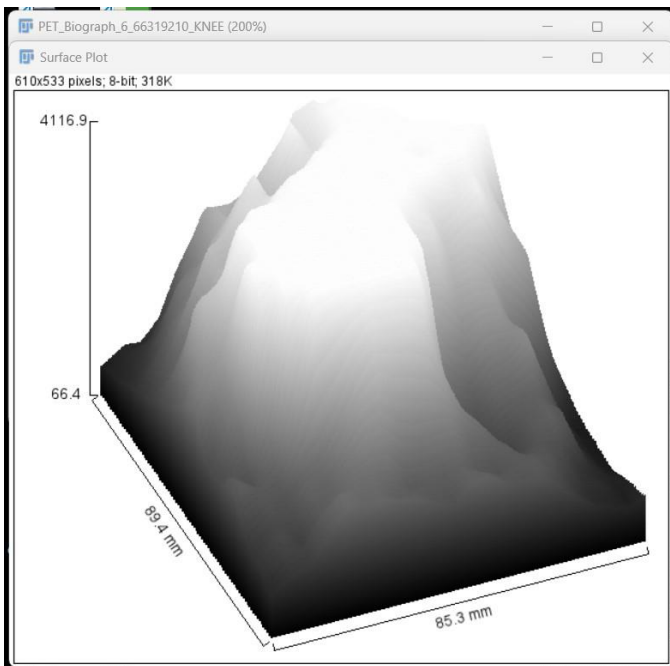 PET_Biograph_6_66319210_KNEE (200%)
Surface Plot
610x533 pixels; 8-bit; 318K
4116.9
66.4
89.4 mm
85.3 mm